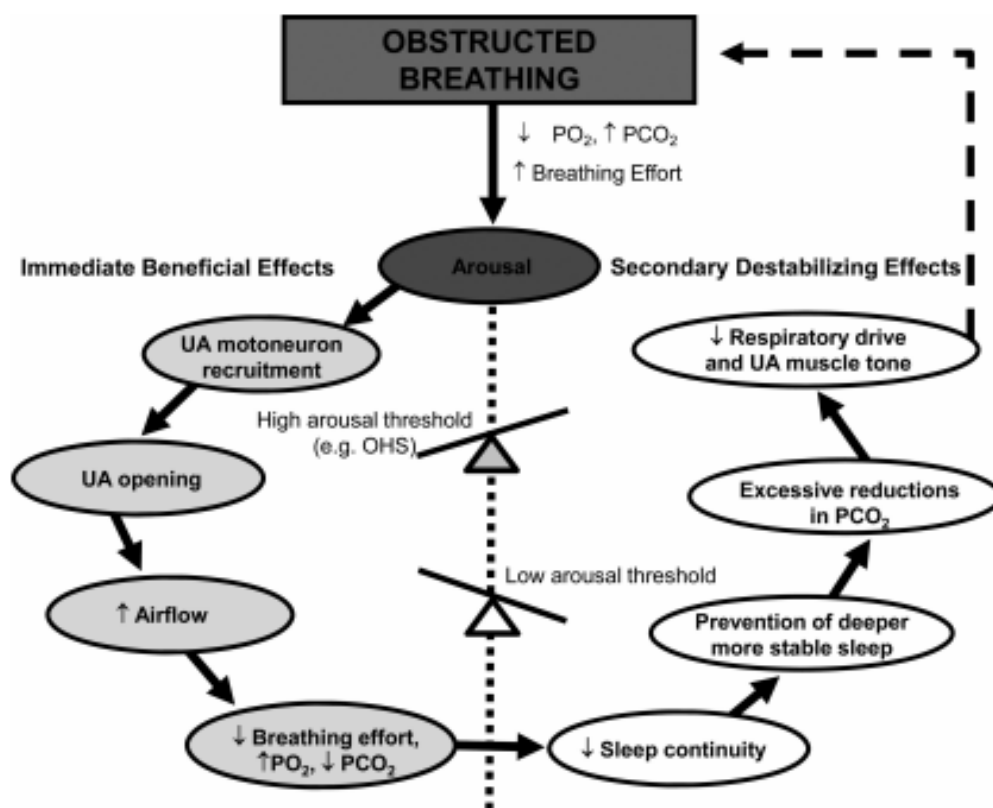 OBSTRUCTED
BREATHING
↓ PO₂, ↑ PCO₂
↑ Breathing Effort
Immediate Beneficial Effects
Arousal
Secondary Destabilizing Effects
UA motoneuron
recruitment
↓ Respiratory drive
and UA muscle tone
High arousal threshold
(e.g. OHS)
UA opening
Excessive reductions
in PCO₂
Low arousal threshold
↑ Airflow
Prevention of deeper
more stable sleep
↓ Breathing effort,
↑PO₂, ↓ PCO₂
↓ Sleep continuity